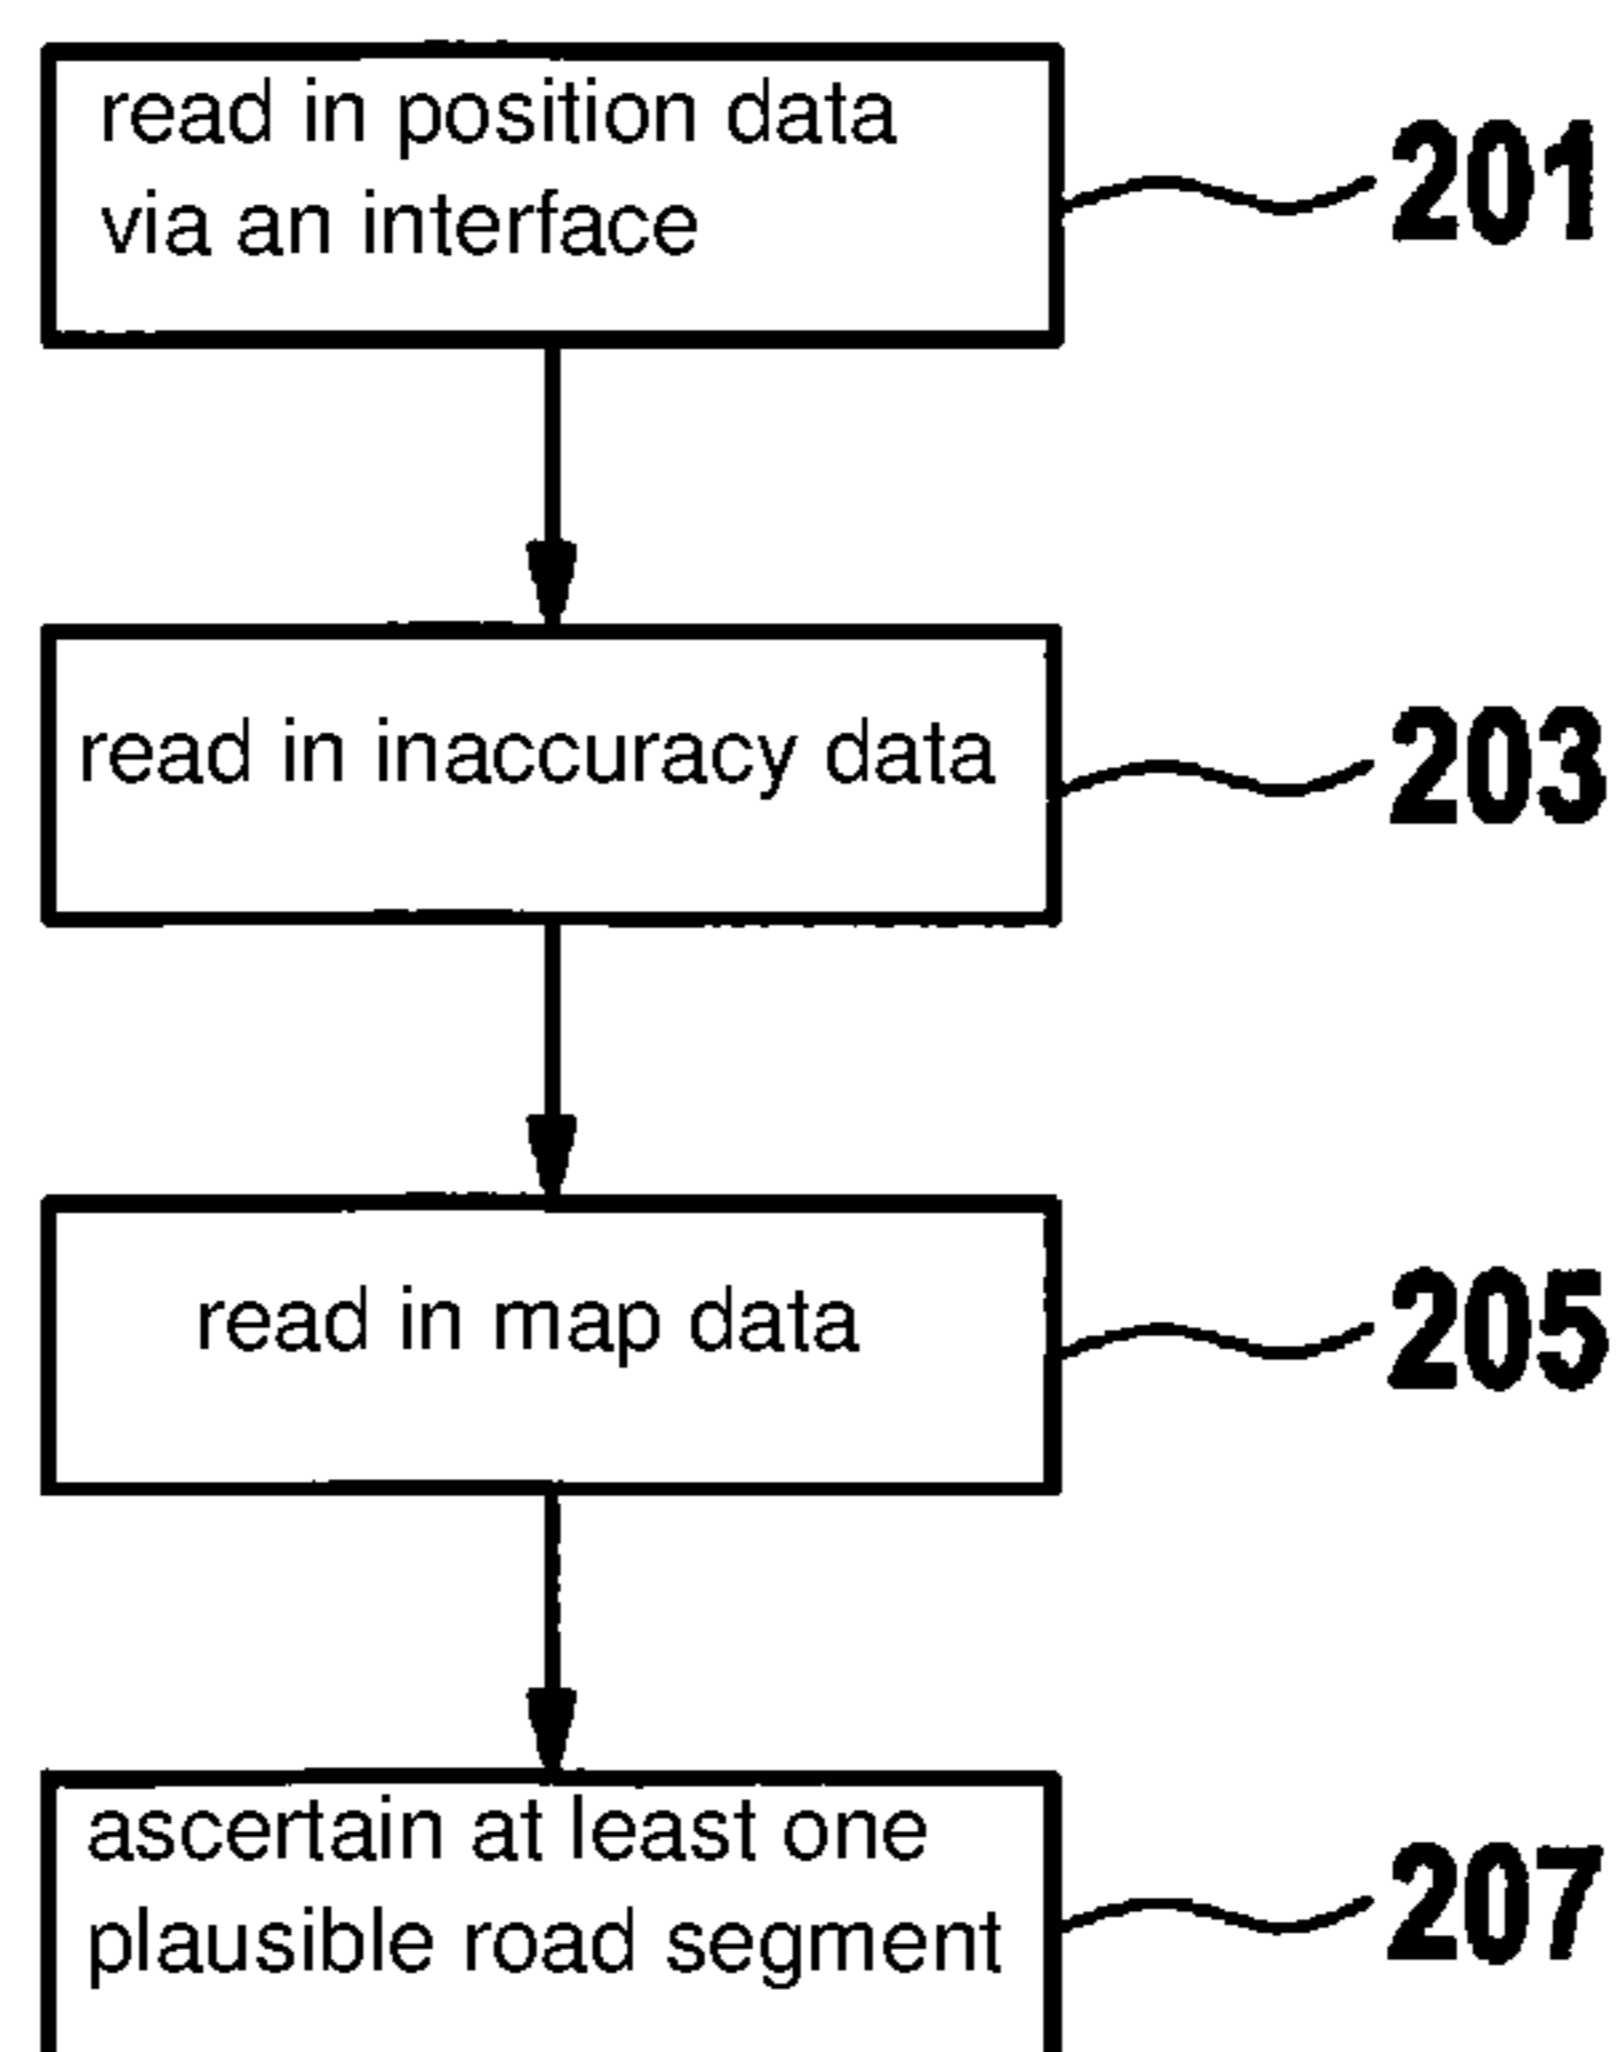 read in position data
via an interface
201
read in inaccuracy data
203
read in map data
205
ascertain at least one
plausible road segment
207